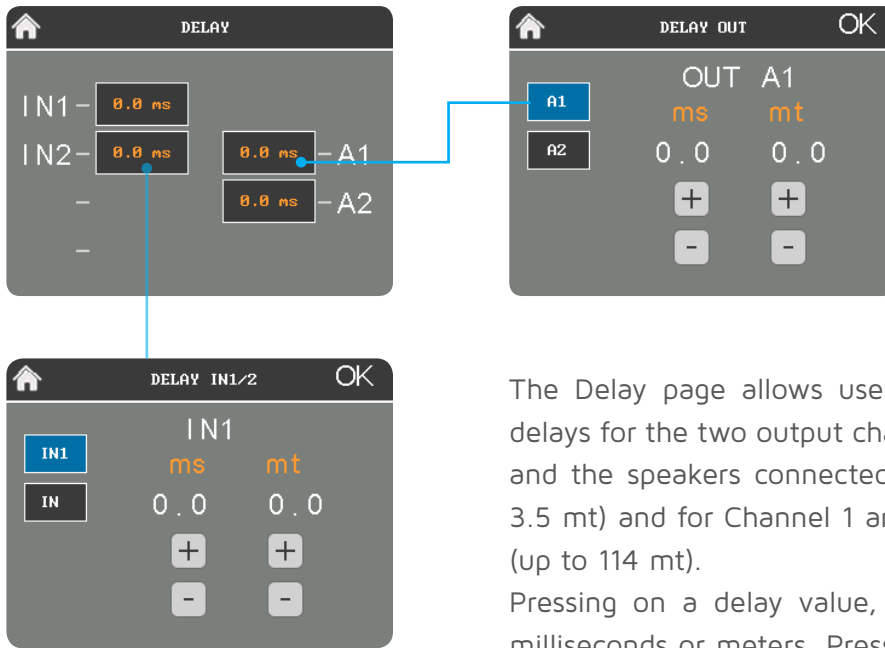 DELAY
IN1 0.0 ms
IN2 0.0 ms 0.0 ms A1
0.0 ms A2
DELAY OUT OK
OUT A1
A1
ms mt
A2
0.0 0.0
+ +
- -
DELAY IN1/2 OK
IN1
IN1
ms mt
IN
0.0 0.0
+ +
- -
The Delay page allows use
delays for the two output
and the speakers connected
3.5 mt) and for Channel 1
(up to 114 mt).
Pressing on a delay value,
milliseconds or meters.